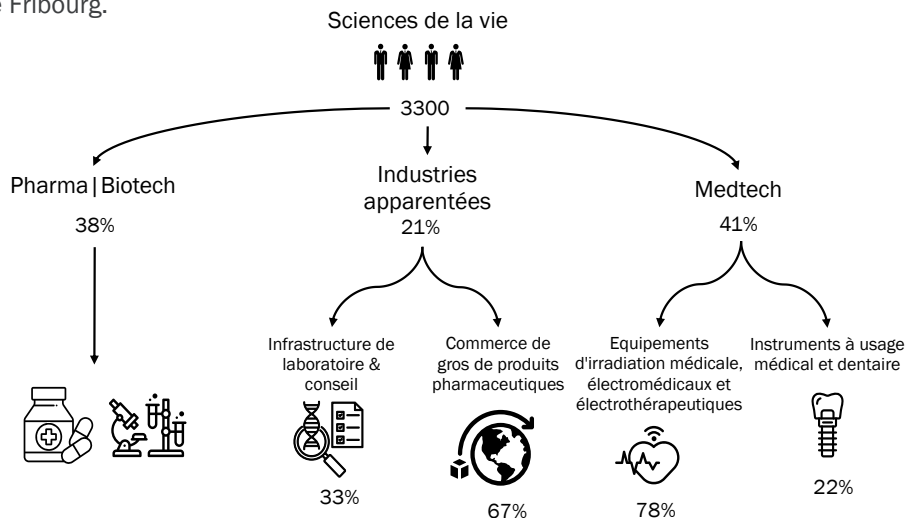 e Fribourg.
Sciences de la vie
3300
Pharma|Biotech
38%
Industries
apparentées
21%
Medtech
41%
Infrastructure de
laboratoire &
conseil
33%
Commerce de
gros de produits
pharmaceutiques
67%
Equipements
d'irradiation médicale,
électromédicaux et
électrothérapeutiques
78%
Instruments à usage
médical et dentaire
22%